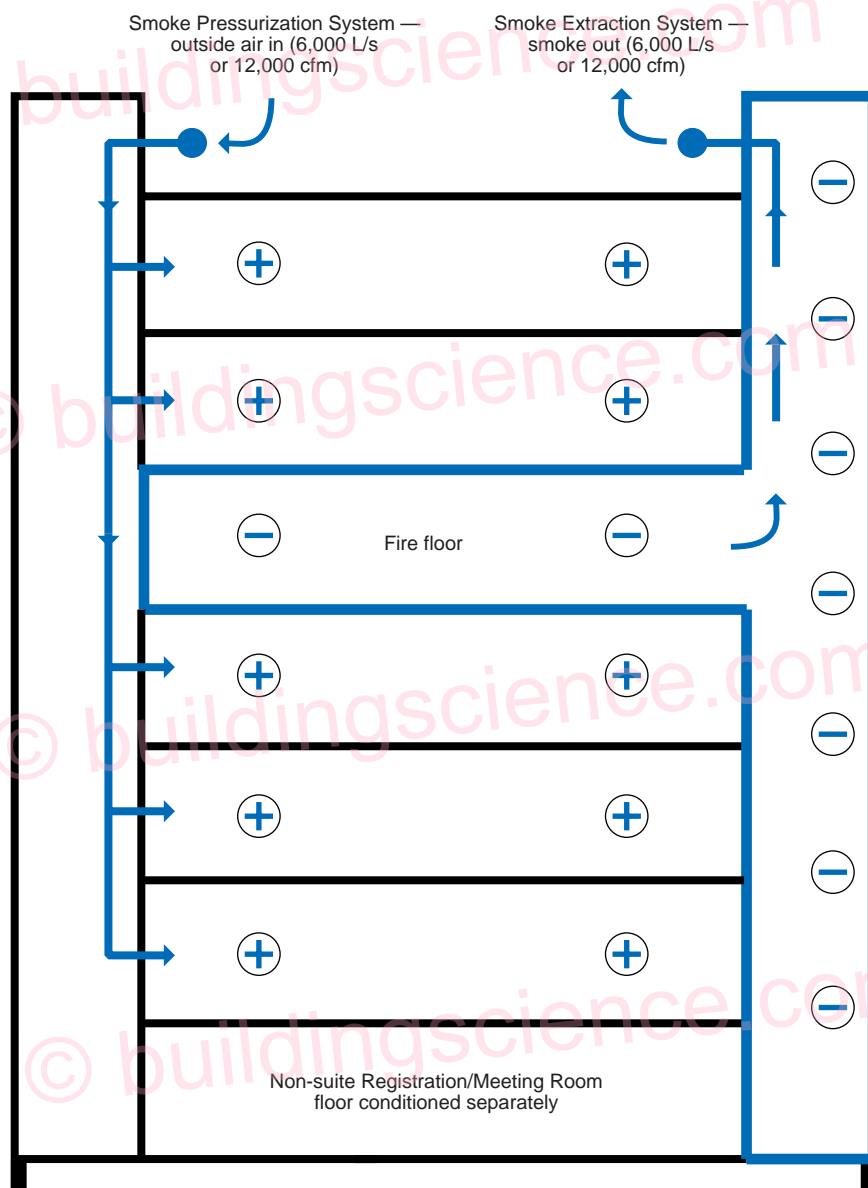 Smoke Pressurization System —
outside air in (6,000 L/s
or 12,000 cfm)
Smoke Extraction System —
smoke out (6,000 L/s
or 12,000 cfm)
buildingscience.com
© buildingscience.com
Fire floor
© buildingscience.com
© buildingscience.com
Non-suite Registration/Meeting Room
floor conditioned separately